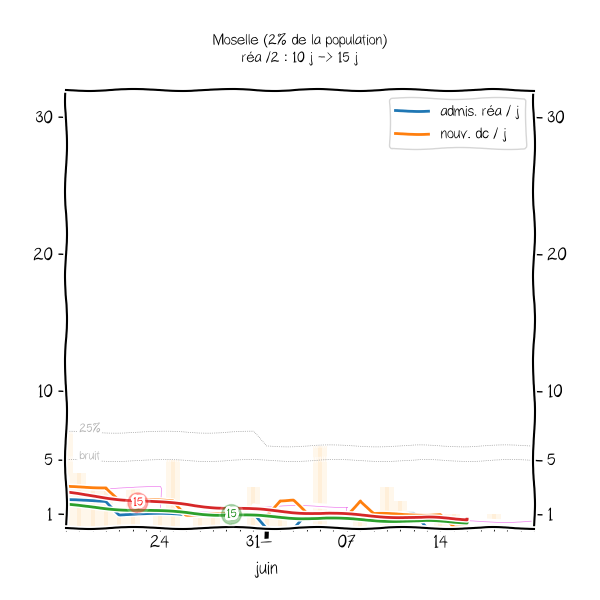 Moselle (2% de la population)
réa /2 : 10 j -> 15 j
admis. réa / j
nouv. dc / j
30
30
20
20
10
10
25%
bruit
5
5
15
15
1
1
24
31
07
14
juin